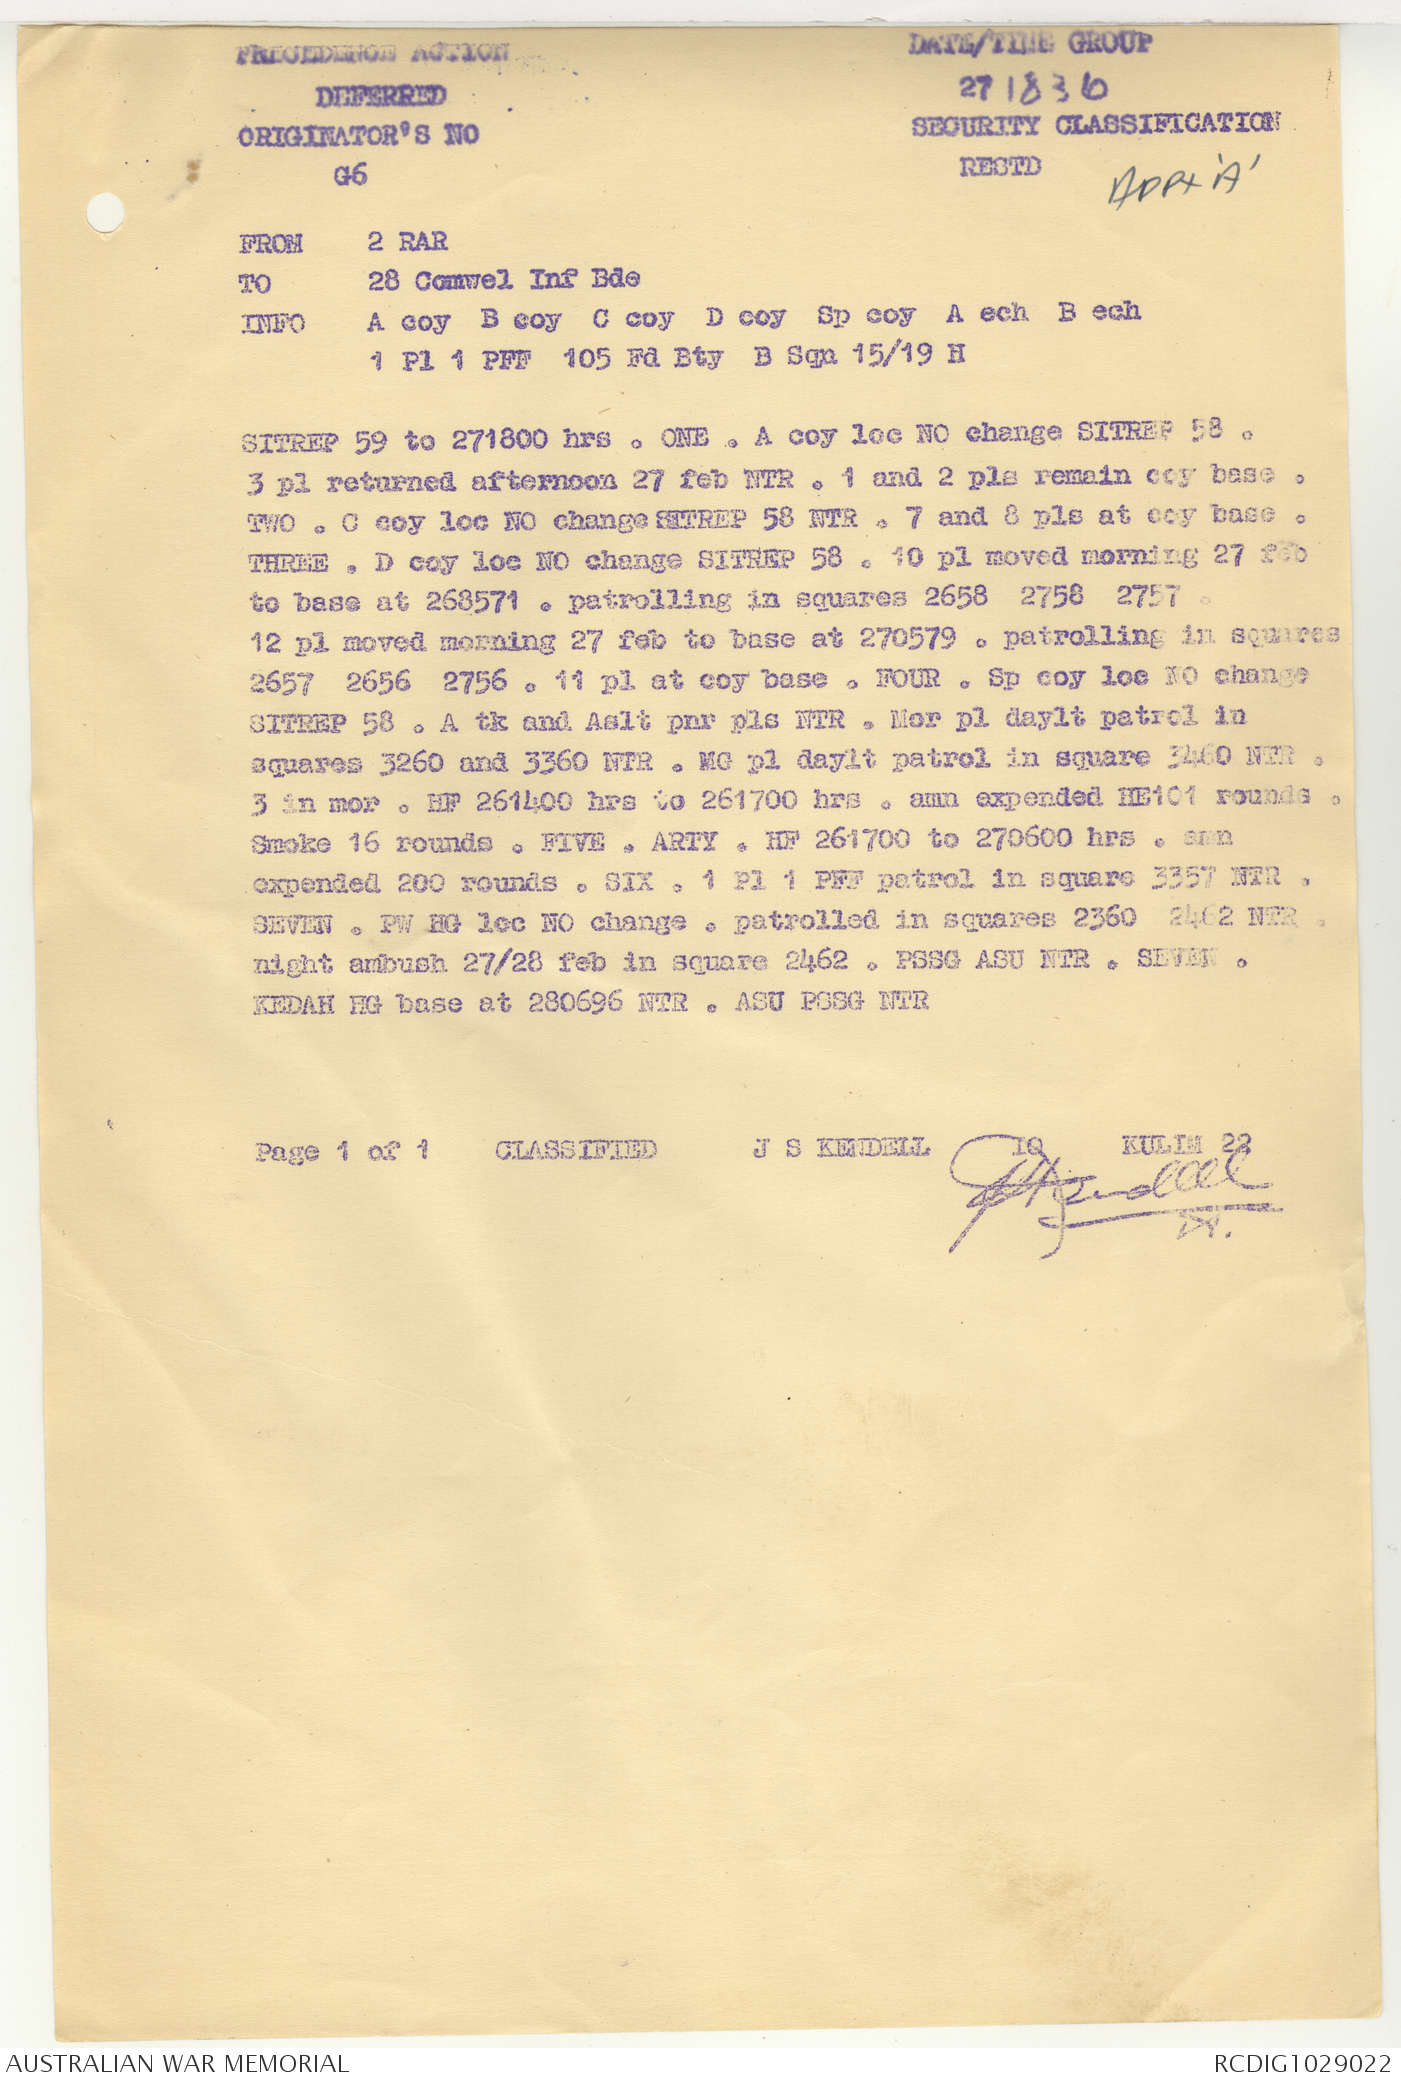 PRECEDENCE ACTION
DEFERRED
ORIGINATOR'S NO
G6
DATE/TIME GROUP
271836
SECURITY CLASSIFICATION
RESTD
Appx 'A'
FROM 2 RAR
TO 28 Comwel Inf Bde
INFO A coy B coy C coy D coy Sp coy A ech B ech
1 Pl 1 PFF 105 Fd Bty B Sqn 15/19 H
SITREP 59 to 271800 hrs . ONE . A coy loc NO change SITREP 58 .
3 pl returned afternoon 27 feb NTR . 1 and 2 pls remain coy base .
TWO . C coy loc NO change SITREP 58 NTR . 7 and 8 pls at coy base .
THREE . D coy loc NO change SITREP 58 . 10 pl moved morning 27 feb
to base at 268571 . patrolling in squares 2658 2758 2757 .
12 pl moved morning 27 feb to base at 270579 . patrolling in squares
2657 2656 2756 . 11 pl at coy base . FOUR . Sp coy loc NO change
SITREP 58 . A tk and Aslt pnr pls NTR . Mor pl daylt patrol in
squares 3260 and 3360 NTR . MG pl daylt patrol in square 3460 NTR .
3 in mor . HF 261400 hrs to 261700 hrs . amn expended HE101 rounds .
Smoke 16 rounds . FIVE . ARTY . HF 261700 to 270600 hrs . amn
expended 200 rounds . SIX . 1 Pl 1 PFF patrol in square 3357 NTR .
SEVEN . PW HG loc NO change . patrolled in squares 2360 2462 NTR .
night ambush 27/28 feb in square 2462 . PSSG ASU NTR . SEVEN .
KEDAH HG base at 280696 NTR . ASU PSSG NTR
Page 1 of 1 CLASSIFIED J S KENDELL IO KULIM 22
JS Kendell
Lt.
AUSTRALIAN WAR MEMORIAL
RCDIG1029022